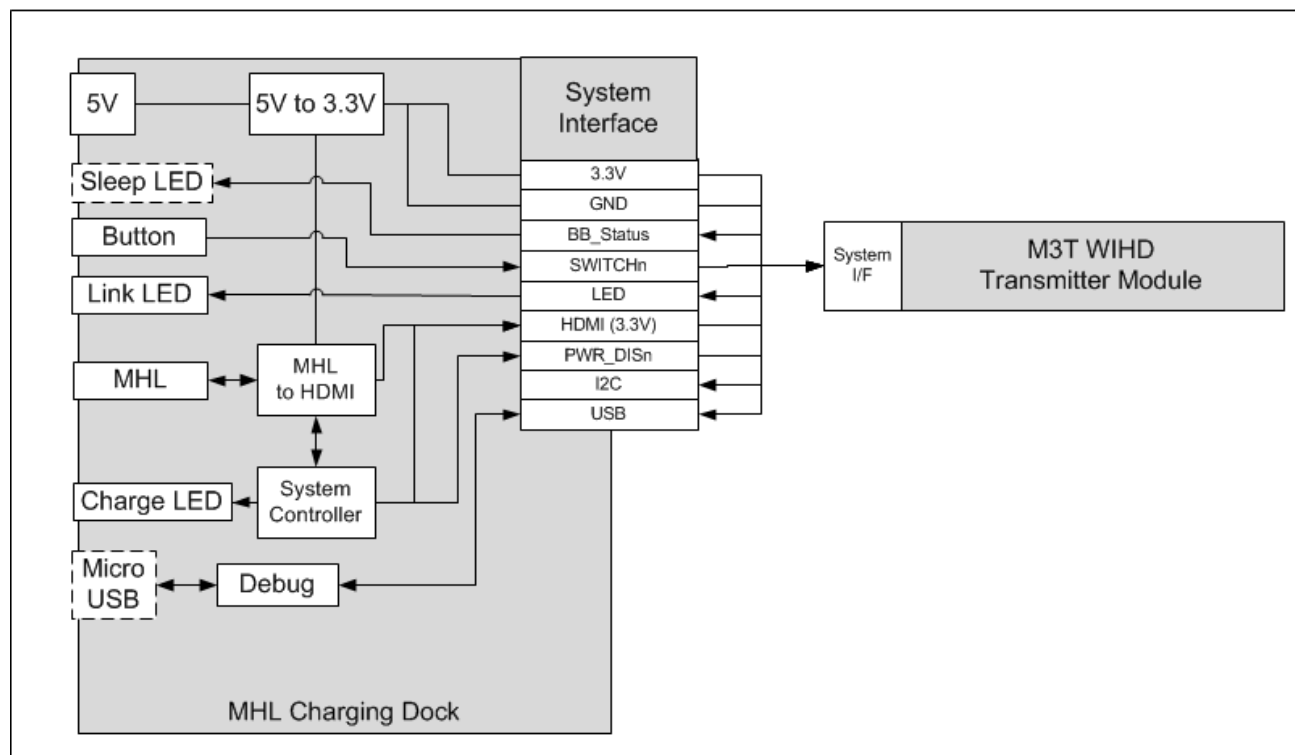 5V
5V to 3.3V
System
Interface
Sleep LED
3.3V
GND
Button
BB_Status
SWITCHn
Link LED
LED
HDMI (3.3V)
PWR_DISn
I2C
USB
System
I/F
M3T WIHD
Transmitter Module
MHL
MHL
to HDMI
Charge LED
System
Controller
Micro
USB
Debug
MHL Charging Dock